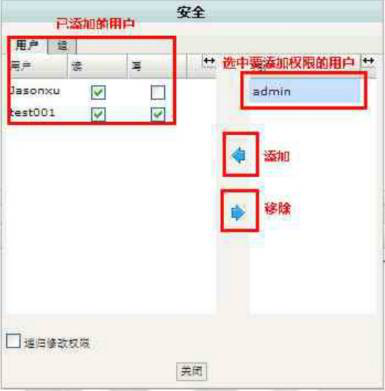 安全
已添加的用户
用户 组
用户 读 写
选中要添加权限的用户
Jasonxu
test001
admin
添加
移除
递归修改权限
关闭